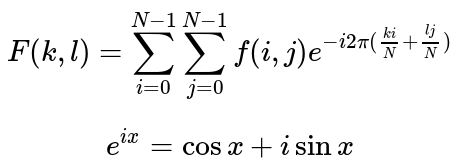 F(k,l) = \sum_{i=0}^{N-1} \sum_{j=0}^{N-1} f(i,j) e^{-i2\pi(\frac{ki}{N} + \frac{lj}{N})}
e^{ix} = \cos x + i \sin x